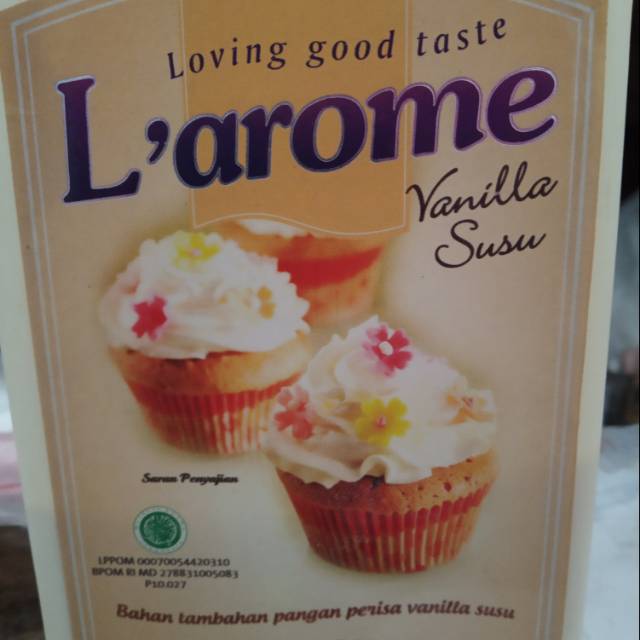 Loving good taste
L'arome
Vanilla
Susu
Saran Penyajian
LPPOM 00070054420310
BPOM RI MD 278831005083
P10.027
Bahan tambahan pangan perisa vanilla susu